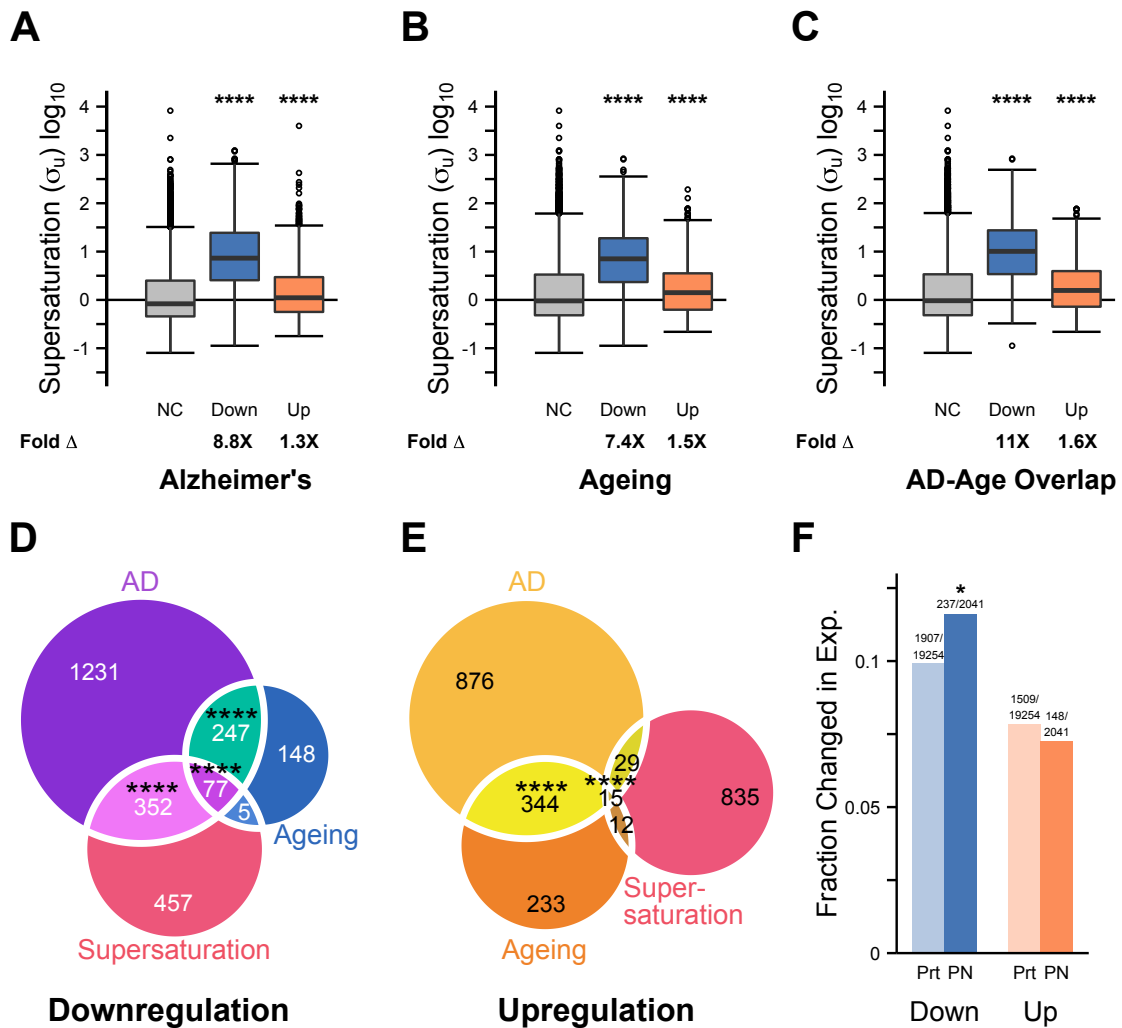 A
B
C
Supersaturation (σu) log10
4
3
2
1
0
-1
**** ****
NC Down Up
Fold Δ 8.8X 1.3X
Alzheimer's
Supersaturation (σu) log10
4
3
2
1
0
-1
**** ****
NC Down Up
Fold Δ 7.4X 1.5X
Ageing
Supersaturation (σu) log10
4
3
2
1
0
-1
**** ****
NC Down Up
Fold Δ 11X 1.6X
AD-Age Overlap
D
AD
1231
****
247
148
****
77
****
352
5
Ageing
457
Supersaturation
Downregulation
E
AD
876
29
****
15
****
344
835
12
233
Super-
saturation
Ageing
Upregulation
F
Fraction Changed in Exp.
0.1
0.05
0
1907/
19254
*
237/2041
1509/
19254
148/
2041
Prt PN Prt PN
Down Up